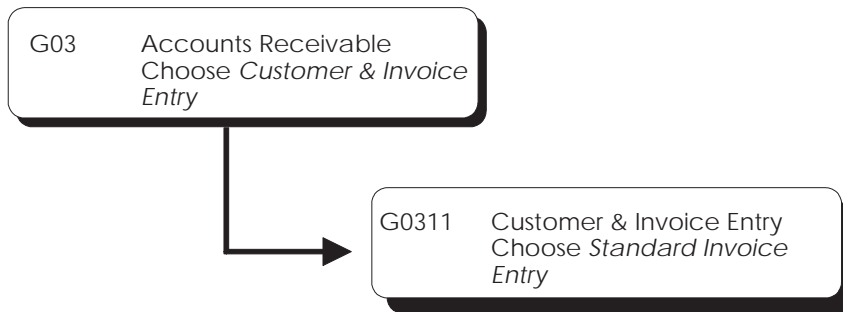 G03 Accounts Receivable
Choose Customer & Invoice
Entry
G0311 Customer & Invoice Entry
Choose Standard Invoice
Entry